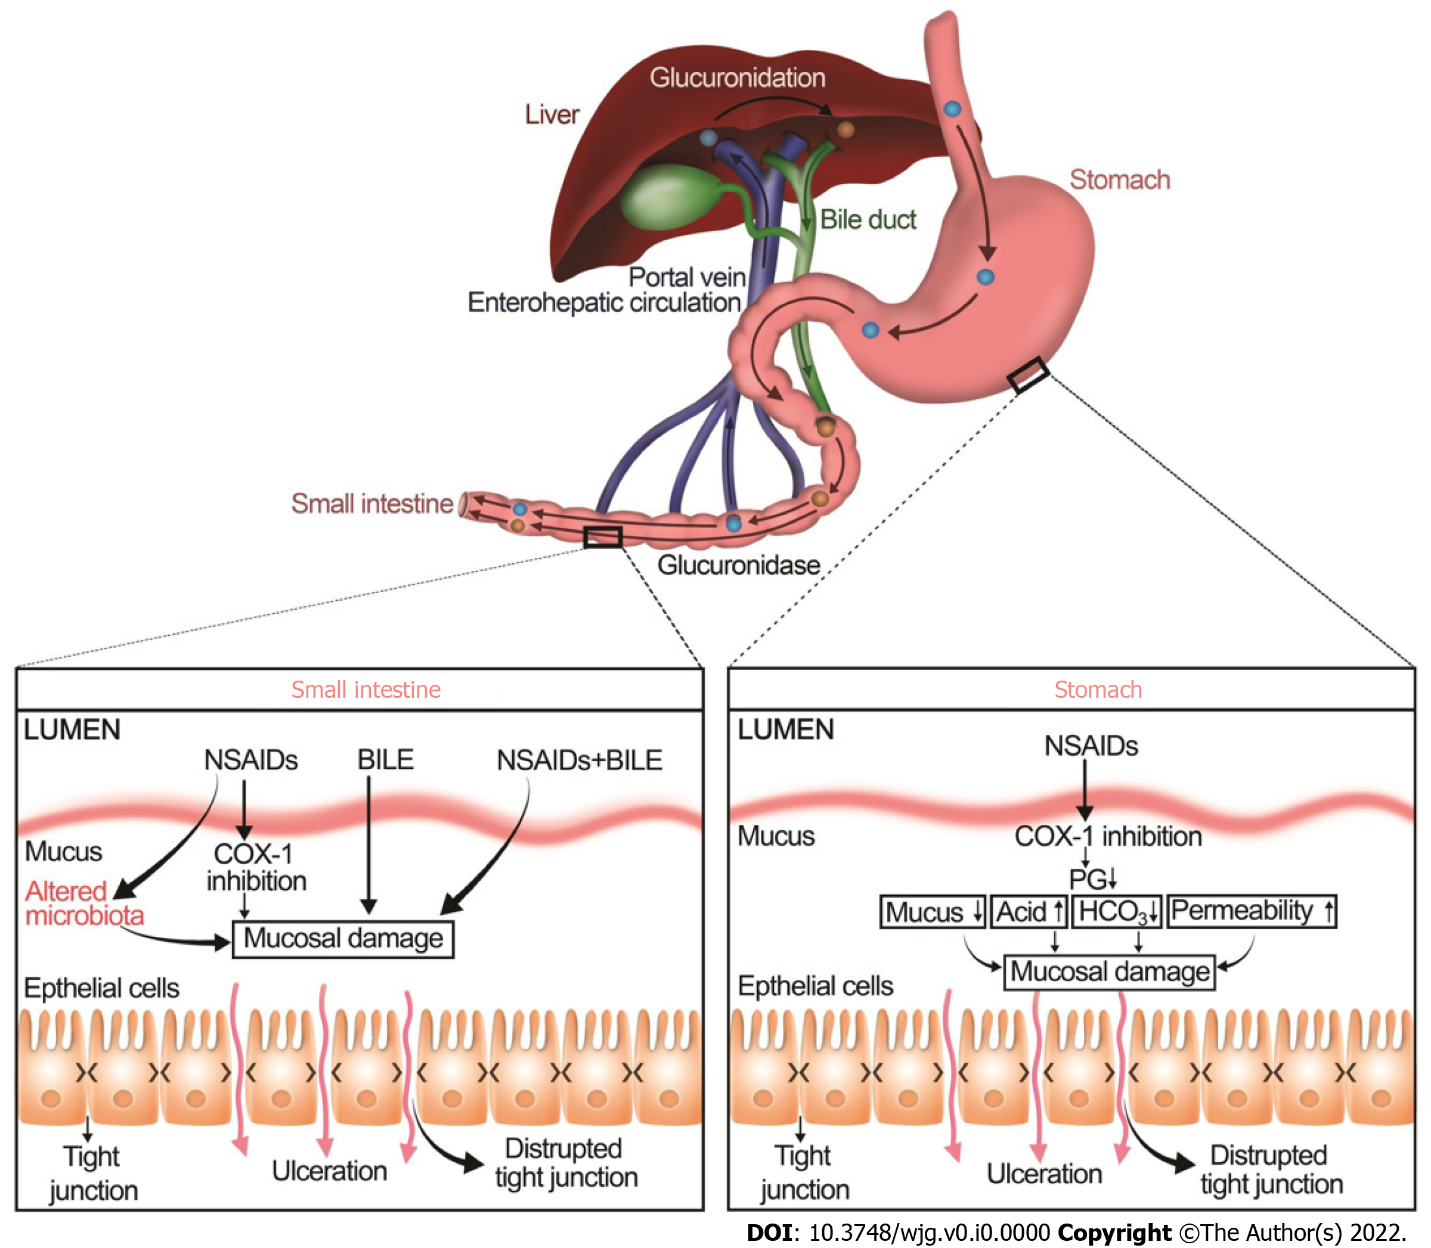 Glucuronidation
Liver
Stomach
Bile duct
Portal vein
Enterohepatic circulation
Small intestine
Glucuronidase
Small intestine
LUMEN
NSAIDs
BILE
NSAIDs+BILE
Mucus
COX-1
inhibition
Altered
microbiota
Mucosal damage
Epthelial cells
Tight
junction
Ulceration
Distrupted
tight junction
Stomach
LUMEN
NSAIDs
Mucus
COX-1 inhibition
PG↓
Mucus ↓ Acid ↑ HCO₃↓ Permeability ↑
Mucosal damage
Epthelial cells
Tight
junction
Ulceration
Distrupted
tight junction
DOI: 10.3748/wjg.v0.i0.0000 Copyright ©The Author(s) 2022.